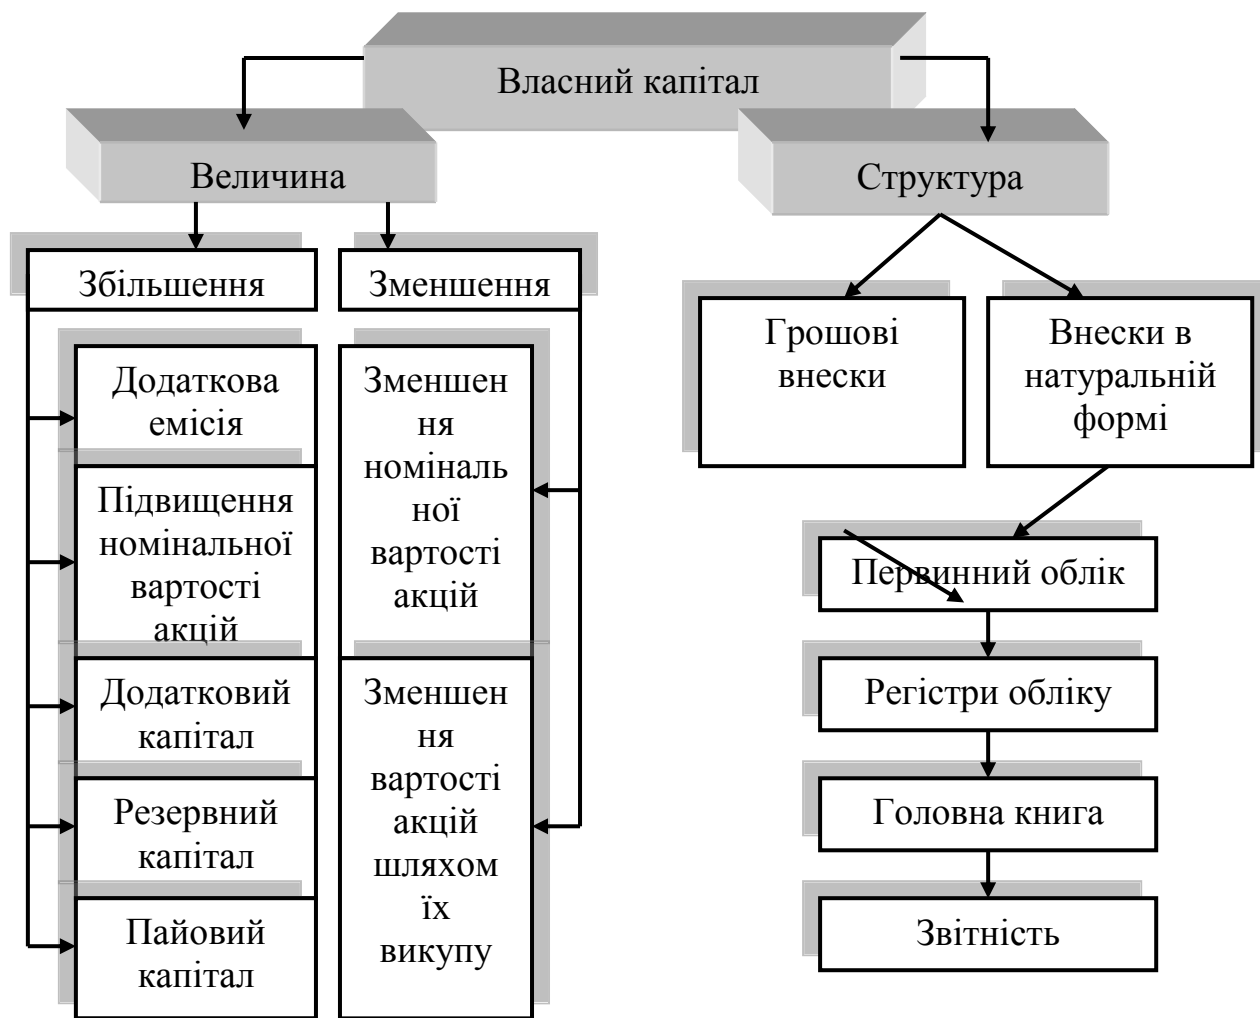 Власний капітал
Величина
Структура
Збільшення
Зменшення
Додаткова
емісія
Підвищення
номінальної
вартості
акцій
Додатковий
капітал
Резервний
капітал
Пайовий
капітал
Зменшен
ня
номіналь
ної
вартості
акцій
Зменшен
ня
вартості
акцій
шляхом
їх
викупу
Грошові
внески
Внески в
натуральній
формі
Первинний облік
Регістри обліку
Головна книга
Звітність